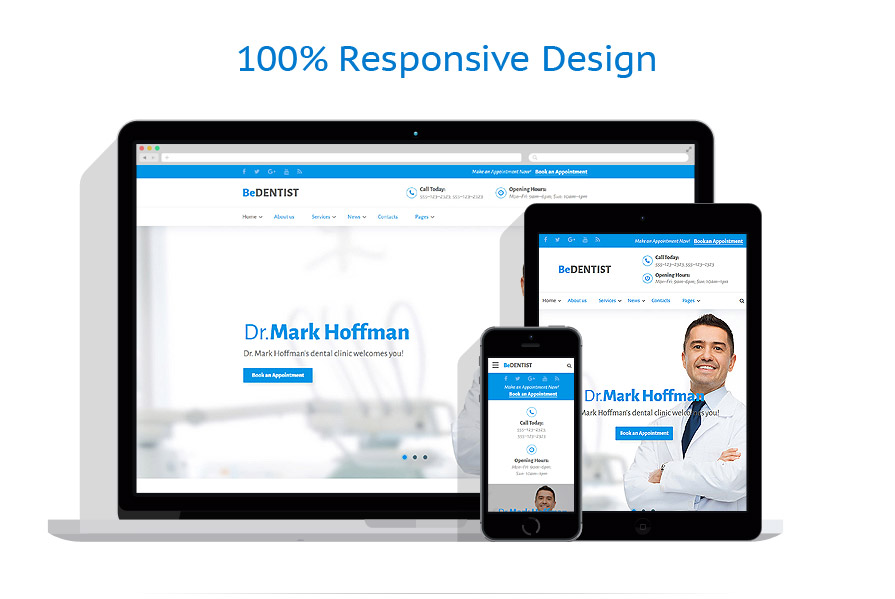 100% Responsive Design
Make an Appointment Now! Book an Appointment
BeDENTIST
Call Today:
555-123-2323, 555-123-2323
Opening Hours:
Mon-Fri: 9am-6pm; Sun: 10am-1pm
Home About us Services News Contacts Pages
Dr.Mark Hoffman
Dr. Mark Hoffman's dental clinic welcomes you!
Book an Appointment
Make an Appointment Now! Book an Appointment
BeDENTIST
Call Today:
555-123-2323, 555-123-2323
Opening Hours:
Mon-Fri: 9am-6pm; Sun: 10am-1pm
Home About us Services News Contacts Pages
Dr.Mark Hoffman
Mark Hoffman's dental clinic welcomes you!
Book an Appointment
BeDENTIST
Make an Appointment Now!
Book an Appointment
Call Today:
555-123-2323,
555-123-2323
Opening Hours:
Mon-Fri: 9am-6pm;
Sun: 10am-1pm